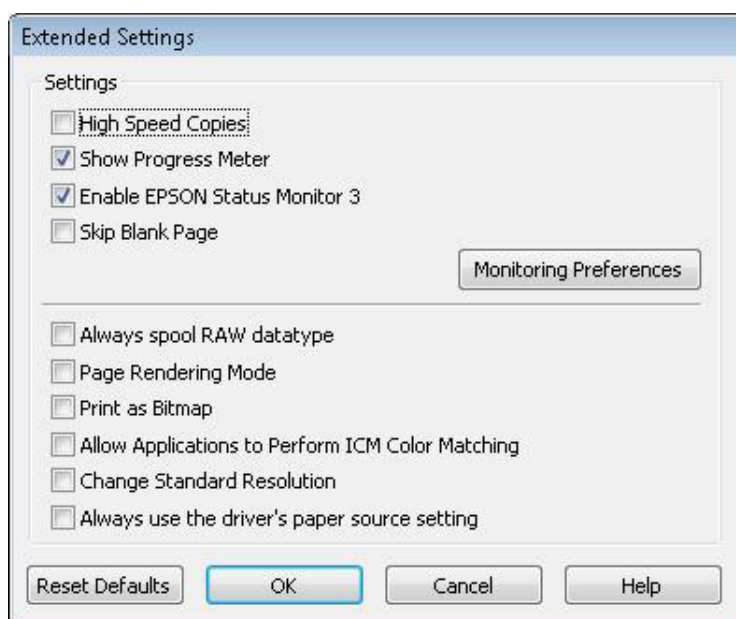 Extended Settings
Settings
High Speed Copies
Show Progress Meter
Enable EPSON Status Monitor 3
Skip Blank Page
Monitoring Preferences
Always spool RAW datatype
Page Rendering Mode
Print as Bitmap
Allow Applications to Perform ICM Color Matching
Change Standard Resolution
Always use the driver's paper source setting
Reset Defaults OK Cancel Help